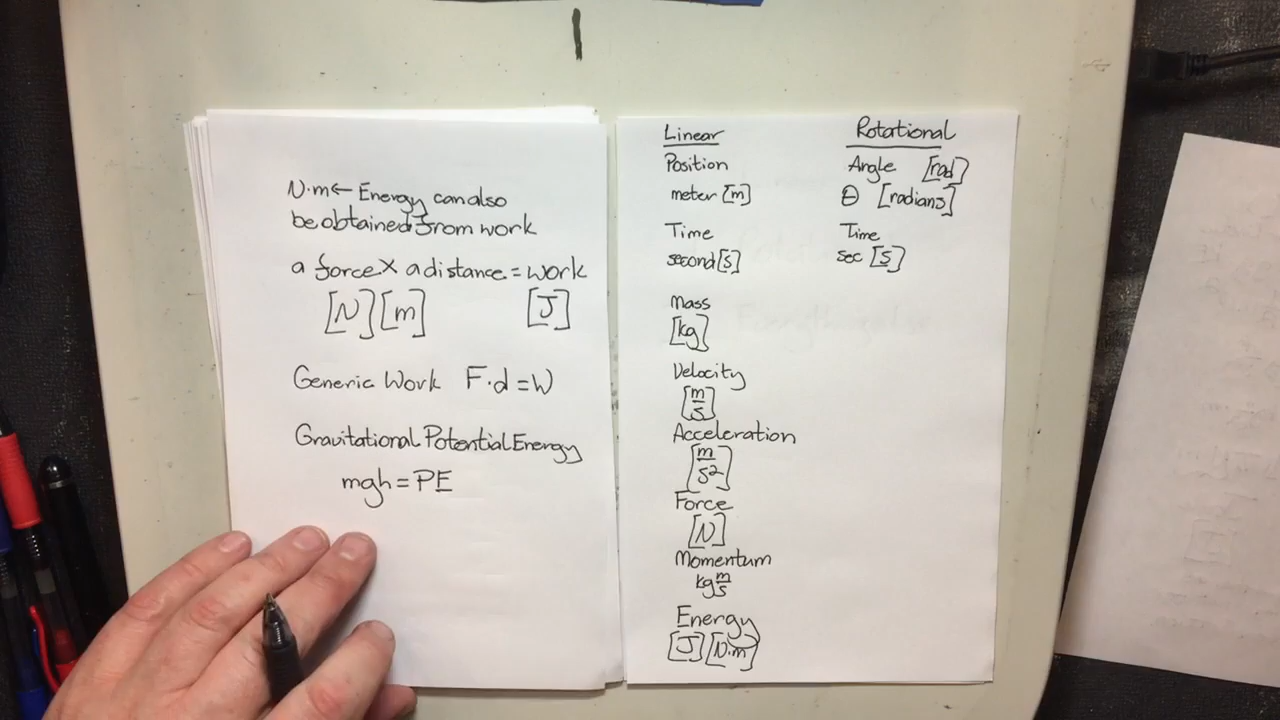 N·m← Energy can also
be obtained from work
a force X a distance = work
[N][m] [J]
Generic Work F·d=W
Gravitational Potential Energy
mgh=PE
Linear
Position
meter [m]
Time
second [s]
Mass
[kg]
Velocity
[m/s]
Acceleration
[m/s²]
Force
[N]
Momentum
kg m/s
Energy
[J] [N·m]
Rotational
Angle [rad]
θ [radians]
Time
sec [s]